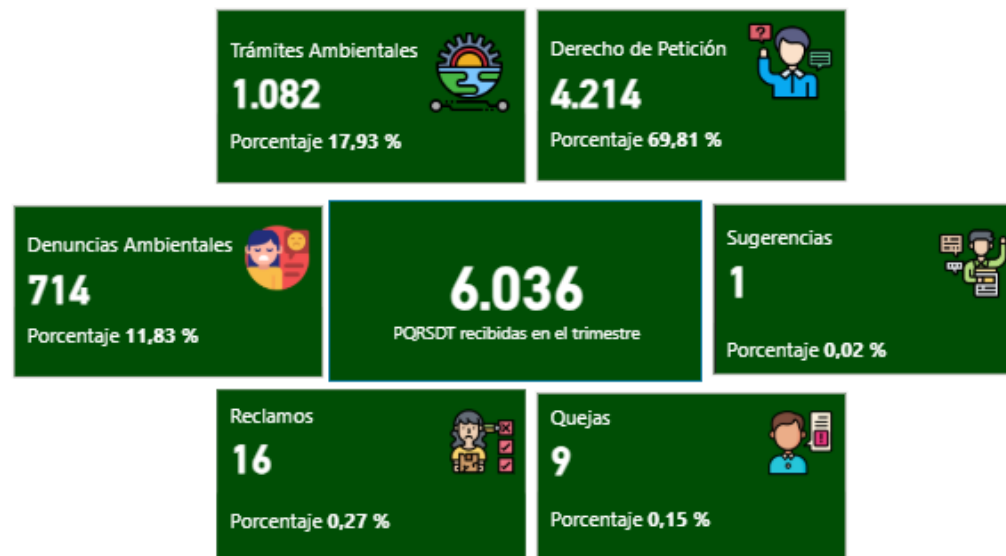 Trámites Ambientales
1.082
Porcentaje 17,93 %
Derecho de Petición
4.214
Porcentaje 69,81 %
Denuncias Ambientales
714
Porcentaje 11,83 %
6.036
PQRSDT recibidas en el trimestre
Sugerencias
1
Porcentaje 0,02 %
Reclamos
16
Porcentaje 0,27 %
Quejas
9
Porcentaje 0,15 %